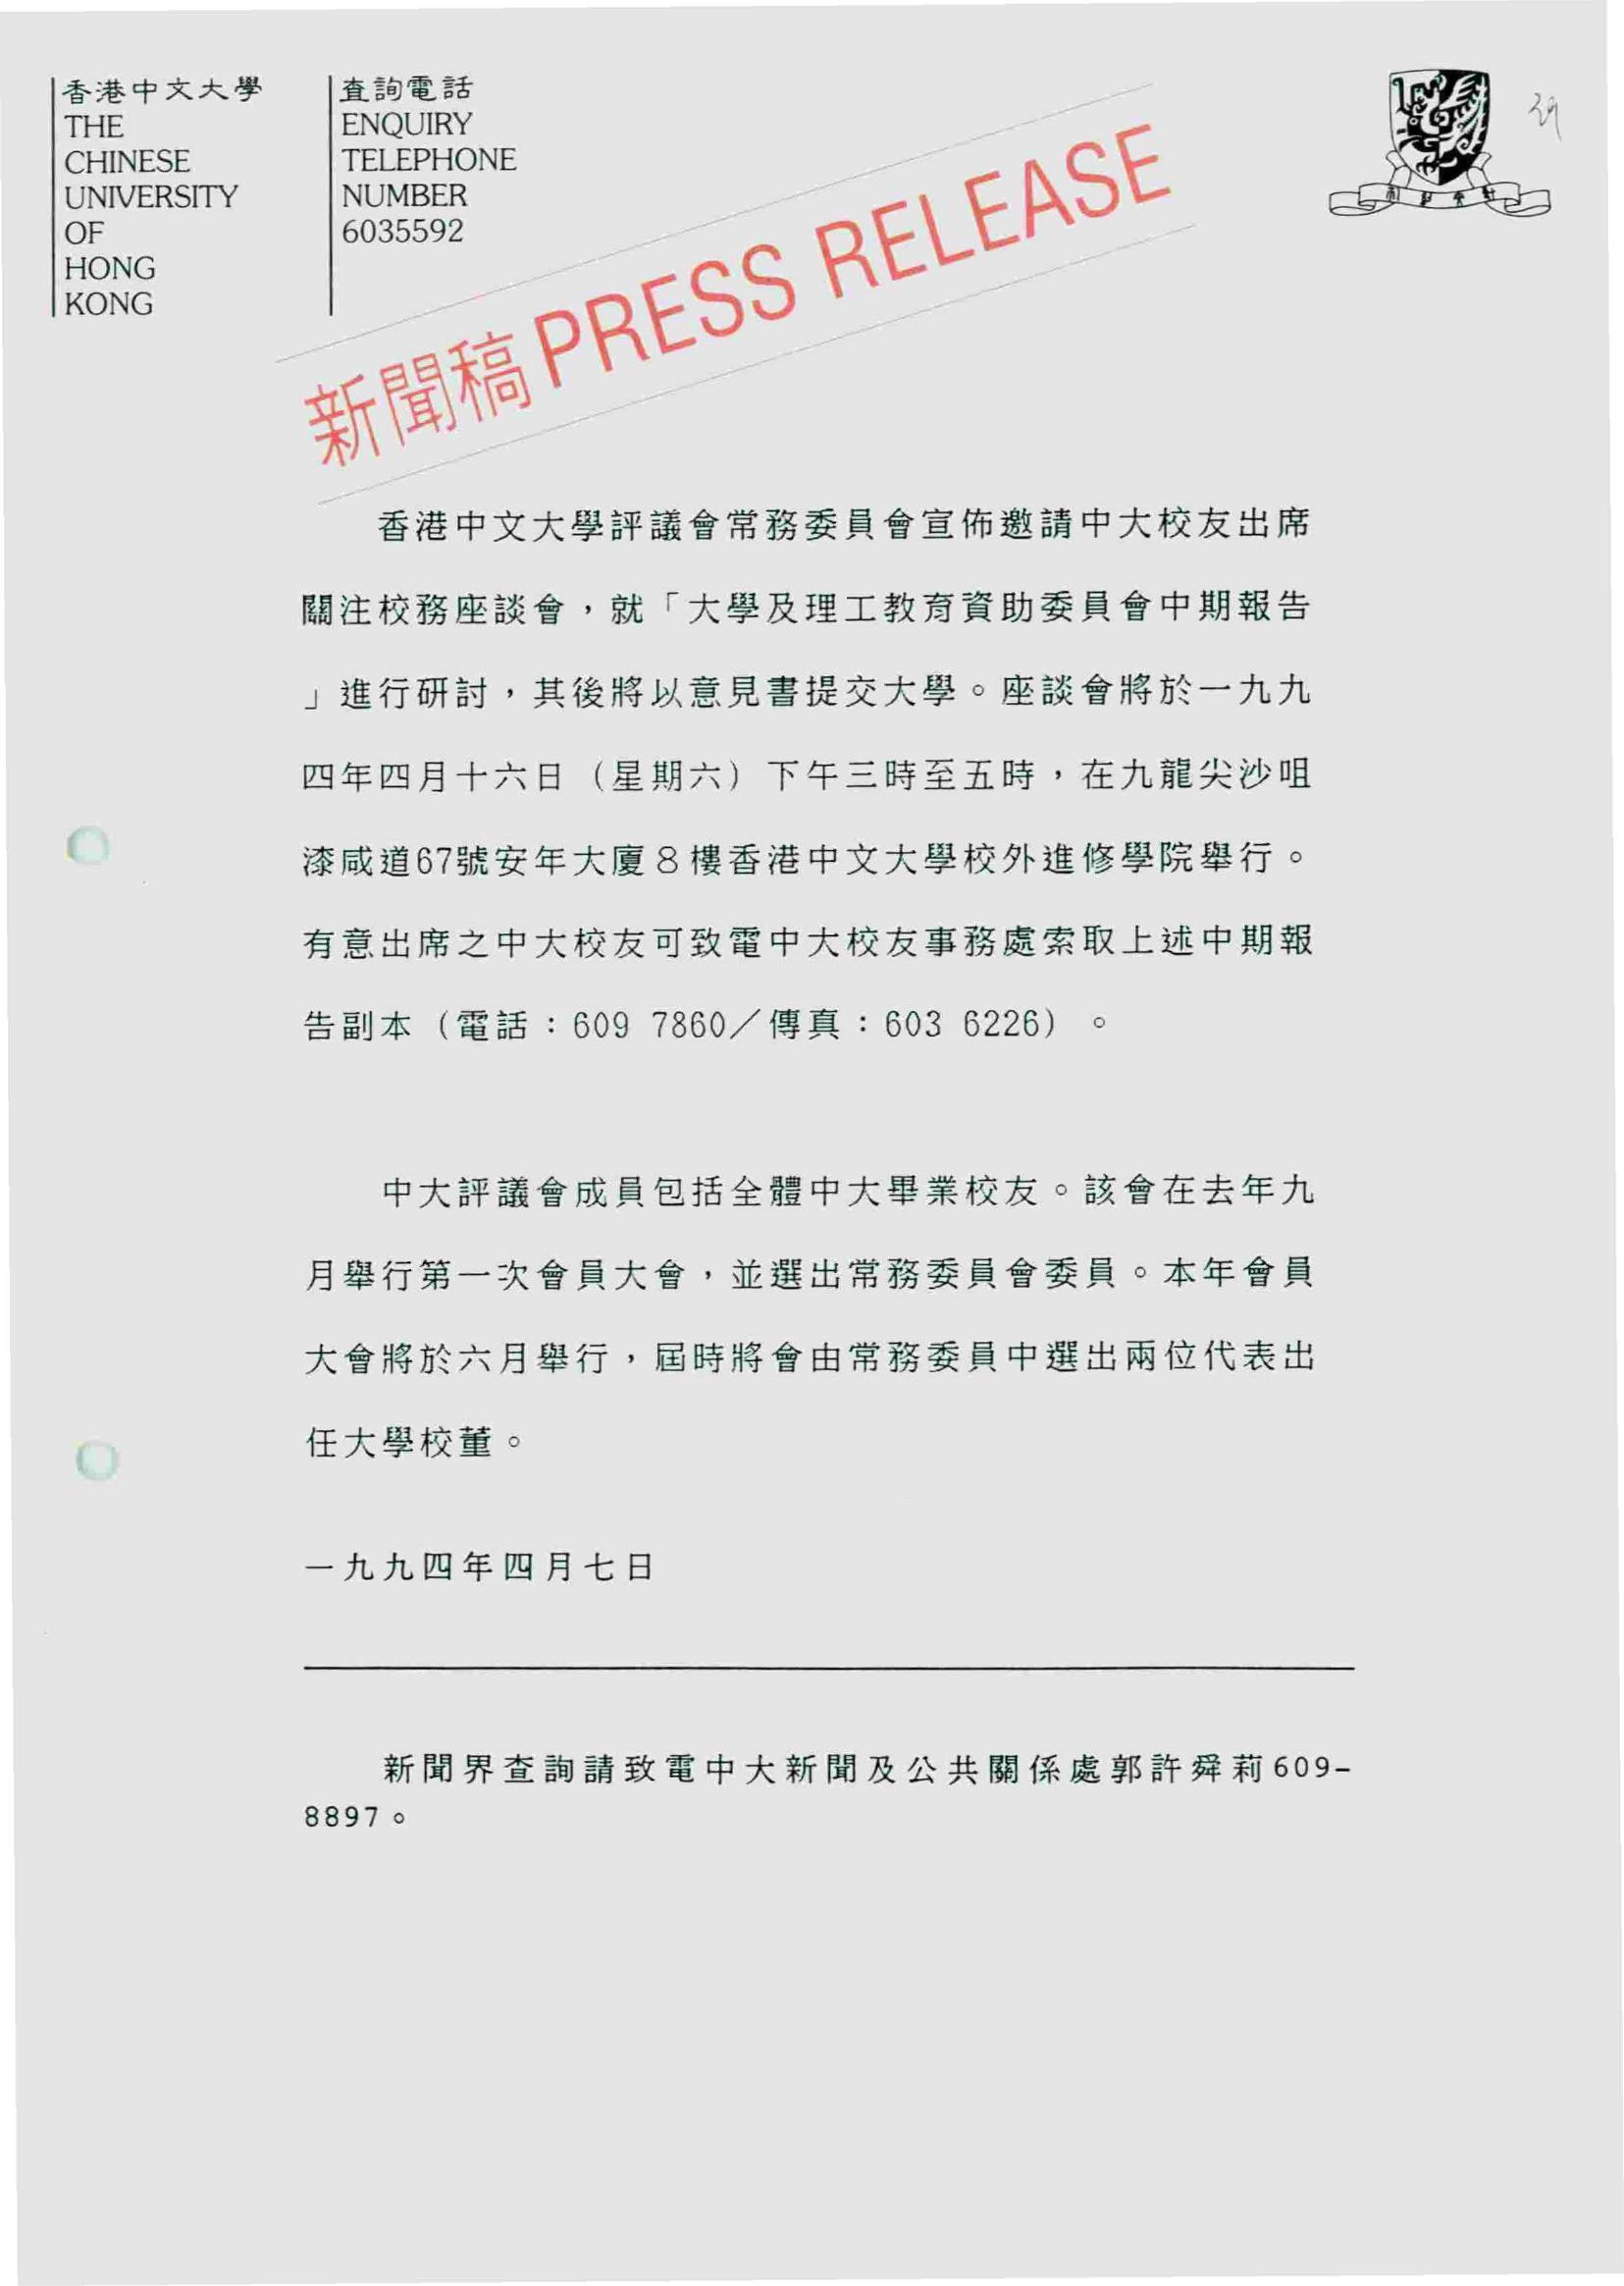 香港中文大學
THE
CHINESE
UNIVERSITY
OF
HONG
KONG
查詢電話
ENQUIRY
TELEPHONE
NUMBER
6035592
29
新聞稿 PRESS RELEASE
香港中文大學評議會常務委員會宣佈邀請中大校友出席
關注校務座談會，就「大學及理工教育資助委員會中期報告
」進行研討，其後將以意見書提交大學。座談會將於一九九
四年四月十六日（星期六）下午三時至五時，在九龍尖沙咀
漆咸道67號安年大廈8樓香港中文大學校外進修學院舉行。
有意出席之中大校友可致電中大校友事務處索取上述中期報
告副本（電話：609 7860／傳真：603 6226）。
中大評議會成員包括全體中大畢業校友。該會在去年九
月舉行第一次會員大會，並選出常務委員會委員。本年會員
大會將於六月舉行，屆時將會由常務委員中選出兩位代表出
任大學校董。
一九九四年四月七日
新聞界查詢請致電中大新聞及公共關係處郭許舜莉609-
8897。